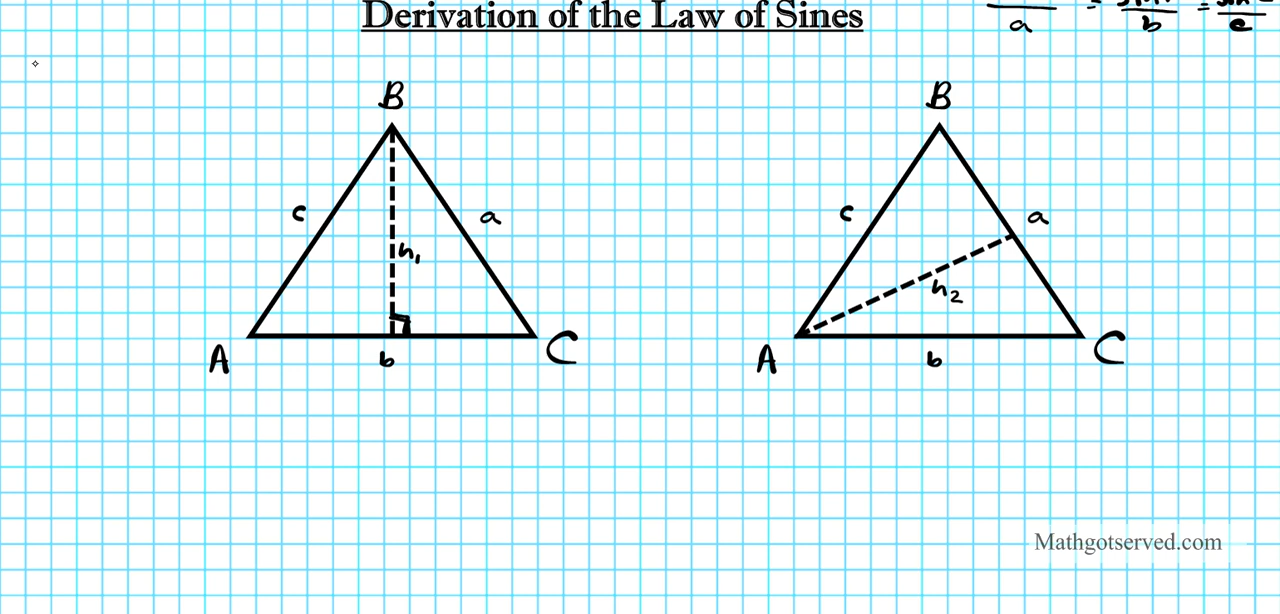 Derivation of the Law of Sines
a = b = c
B B
c a c a
h₁ h₂
A b C A b C
Mathgotserved.com